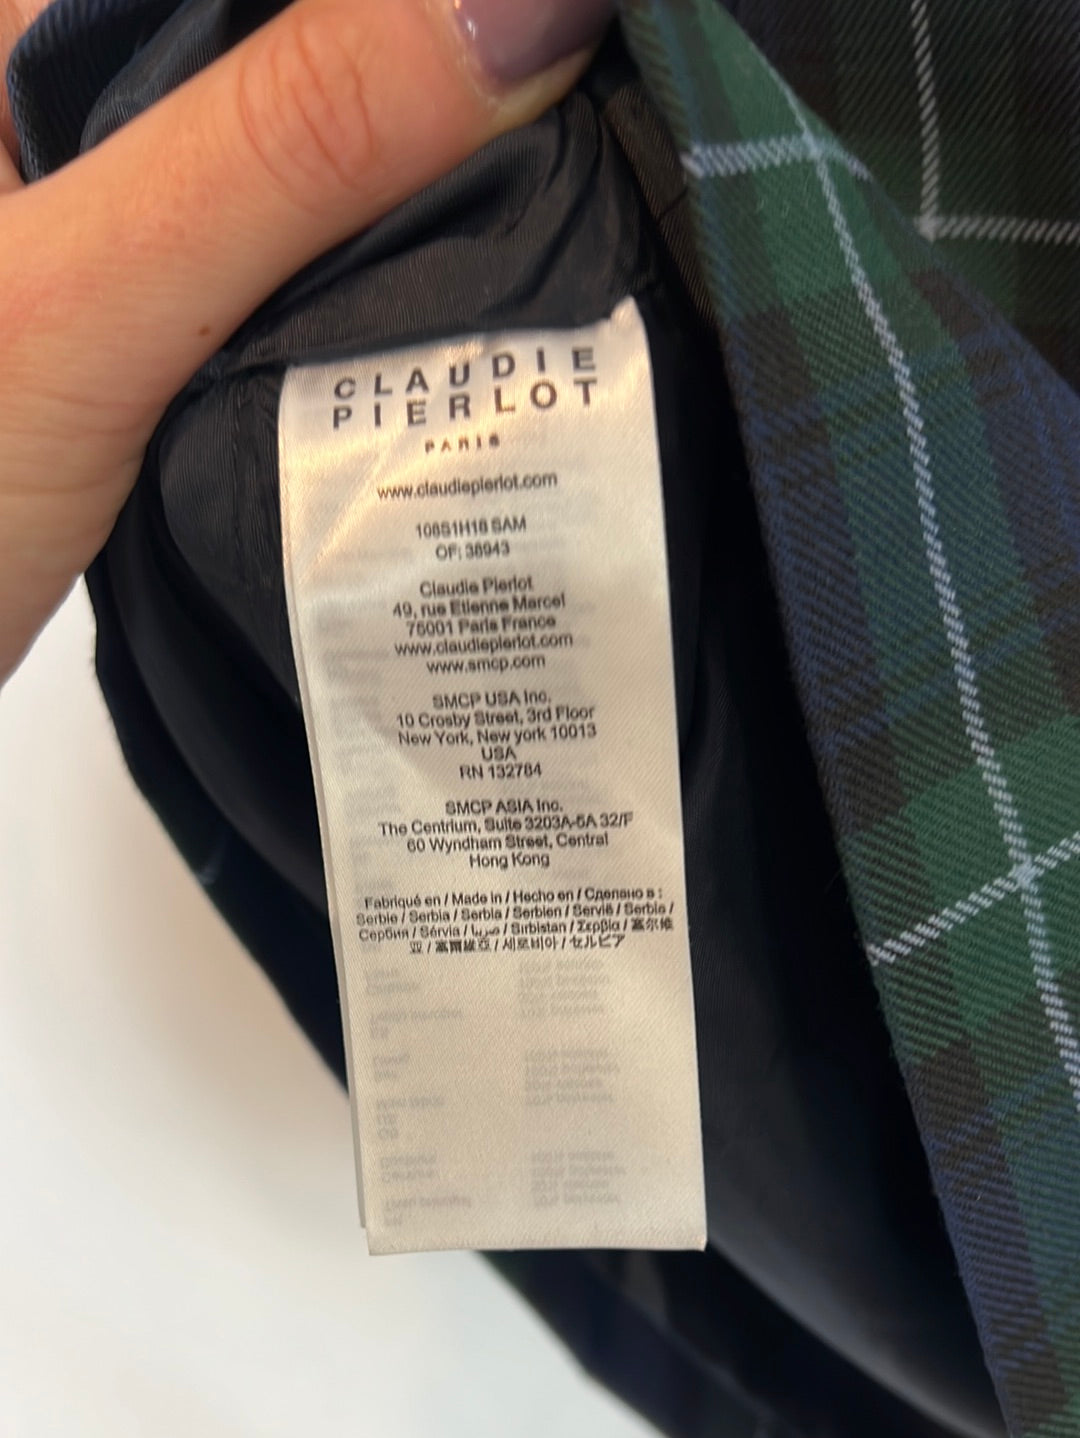 CLAUDIE
PIERLOT
PARIS
www.claudiepierlot.com
108S1H18 SAM
OF: 38943
Claudie Pierlot
49, rue Etienne Marcel
75001 Paris France
www.claudiepierlot.com
www.smcp.com
SMCP USA Inc.
10 Crosby Street, 3rd Floor
New York, New york 10013
USA
RN 132784
SMCP ASIA Inc.
The Centrium, Suite 3203A-5A 32/F
60 Wyndham Street, Central
Hong Kong
Fabriqué en / Made in / Hecho en / Сделано в :
Serbie / Serbia / Serbia / Serbien / Servië / Serbia /
Сербия / Sérvia / صربيا / Sırbistan / Σερβία / 塞尔维
亚 / 塞爾維亞 / 세르비아 / セルビア